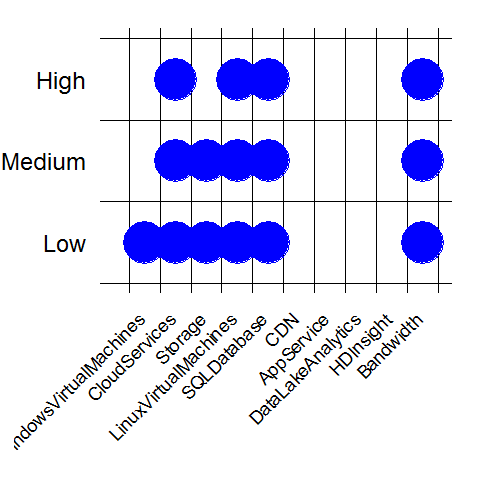 High
Medium
Low
ndowsVirtualMachines
CloudServices
Storage
LinuxVirtualMachines
SQLDatabase
CDN
AppService
DataLakeAnalytics
HDInsight
Bandwidth